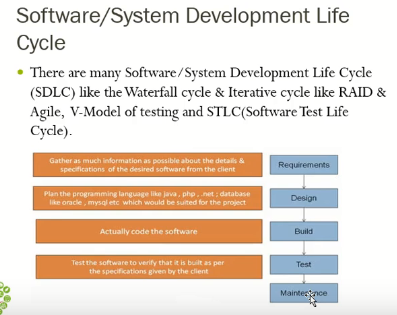 Software/System Development Life
Cycle
There are many Software/System Development Life Cycle
(SDLC) like the Waterfall cycle & Iterative cycle like RAID &
Agile, V-Model of testing and STLC(Software Test Life
Cycle).
Gather as much information as possible about the details &
specifications of the desired software from the client
Requirements
Plan the programming language like java , php , .net ; database
like oracle , mysql etc which would be suited for the project
Design
Actually code the software
Build
Test the software to verify that it is built as per
the specifications given by the client
Test
Maintenance